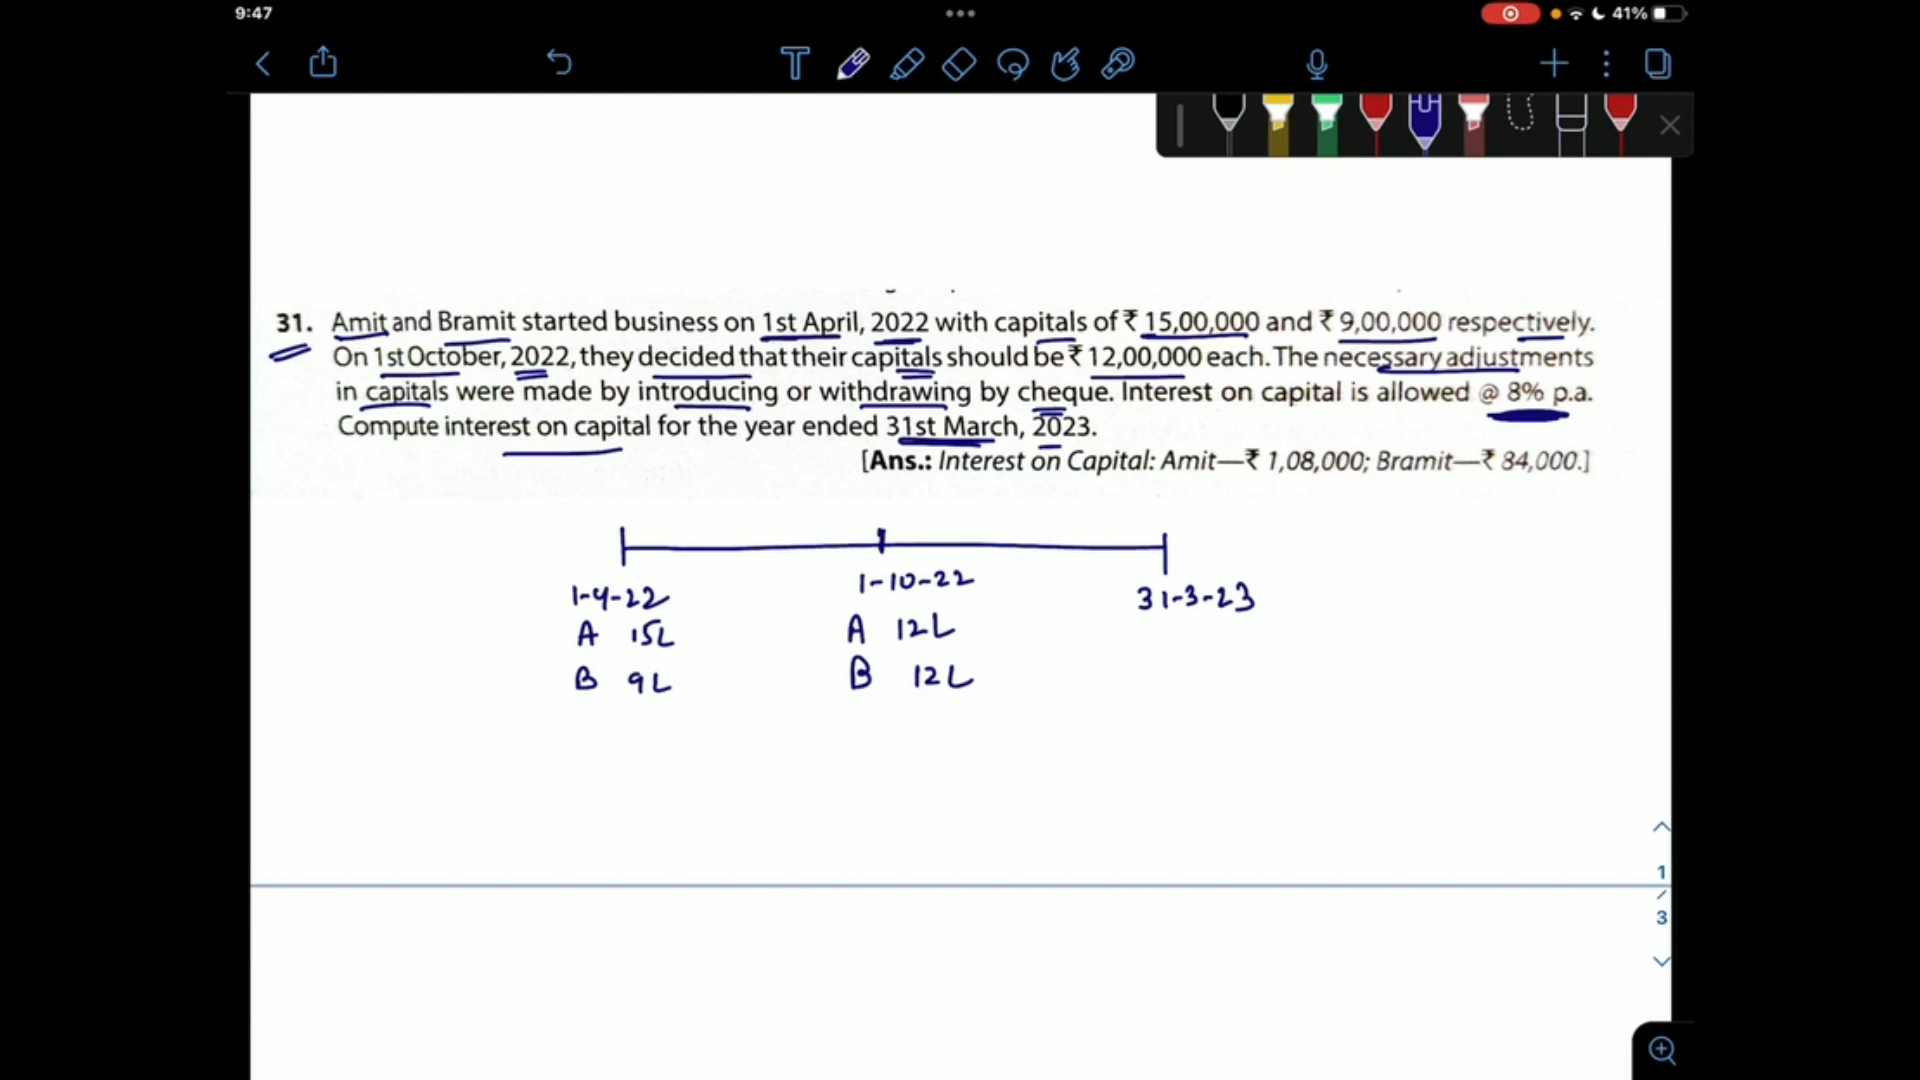 9:47
41%
31. Amit and Bramit started business on 1st April, 2022 with capitals of ₹ 15,00,000 and ₹ 9,00,000 respectively.
On 1st October, 2022, they decided that their capitals should be ₹ 12,00,000 each. The necessary adjustments
in capitals were made by introducing or withdrawing by cheque. Interest on capital is allowed @ 8% p.a.
Compute interest on capital for the year ended 31st March, 2023.
[Ans.: Interest on Capital: Amit—₹ 1,08,000; Bramit—₹ 84,000.]
1-4-22 1-10-22 31-3-23
A 15L A 12L
B 9L B 12L
1
/
3